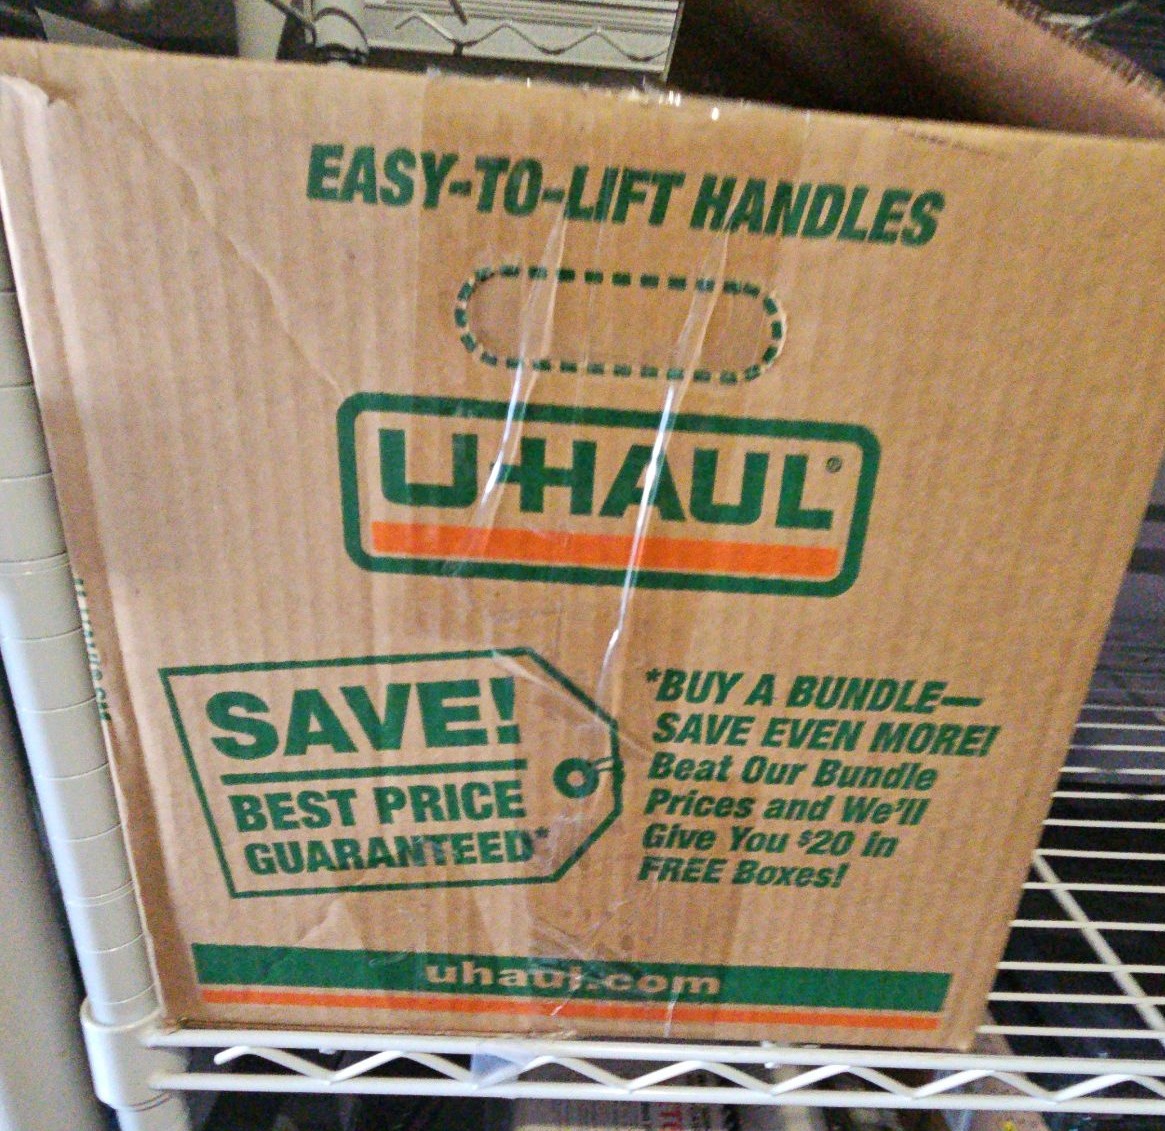 EASY-TO-LIFT HANDLES
U-HAUL®
SAVE!
BEST PRICE
GUARANTEED*
*BUY A BUNDLE—
SAVE EVEN MORE!
Beat Our Bundle
Prices and We'll
Give You $20 in
FREE Boxes!
uhaul.com